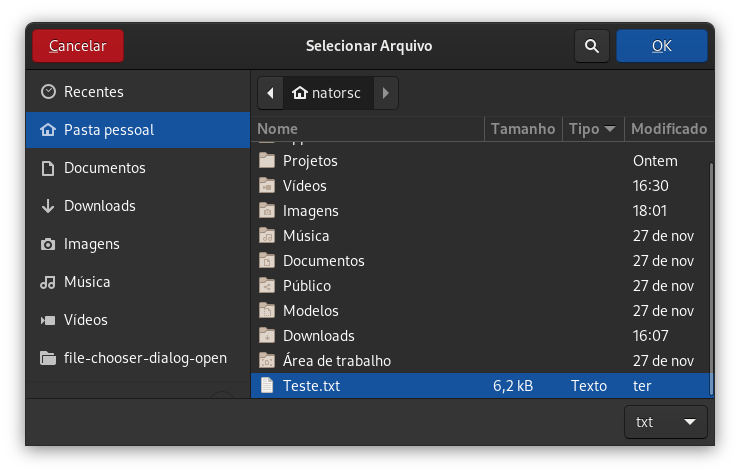 Cancelar
Selecionar Arquivo
OK
Recentes
Pasta pessoal
Documentos
Downloads
Imagens
Música
Vídeos
file-chooser-dialog-open
natorsc
Nome Tamanho Tipo Modificado
Projetos Ontem
Vídeos 16:30
Imagens 18:01
Música 27 de nov
Documentos 27 de nov
Público 27 de nov
Modelos 27 de nov
Downloads 16:07
Área de trabalho 27 de nov
Teste.txt 6,2 kB Texto ter
txt